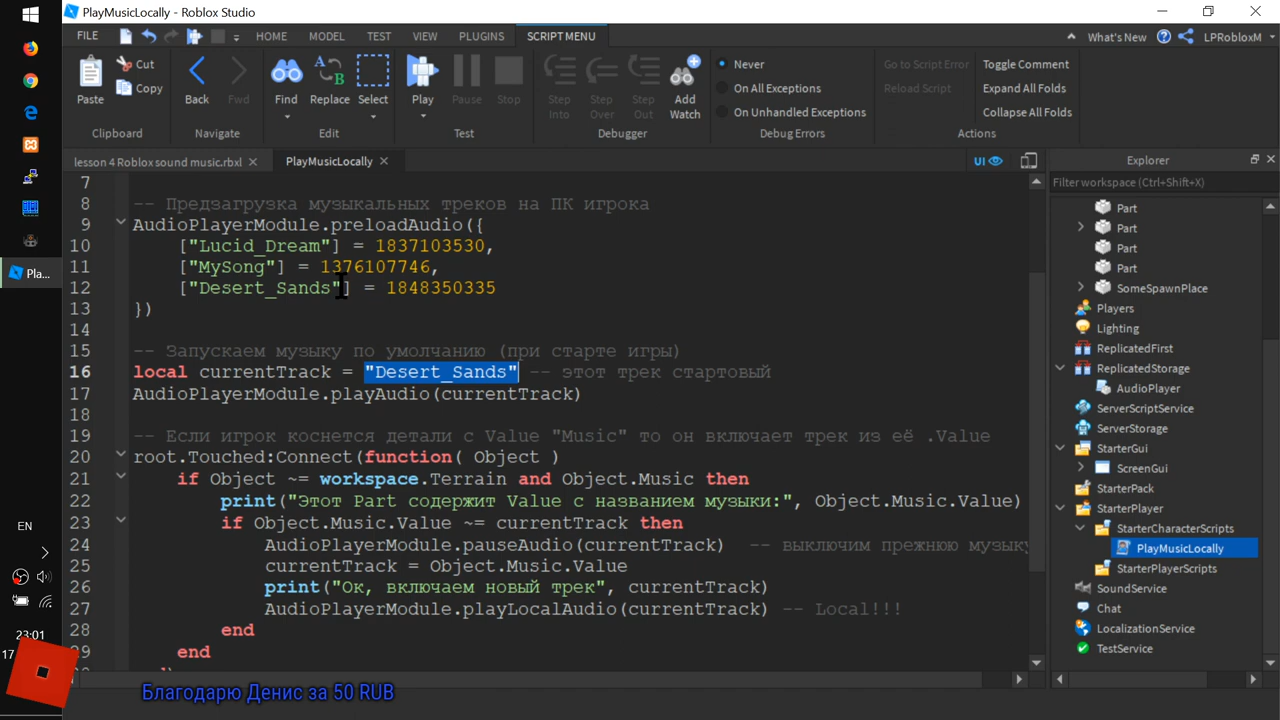 PlayMusicLocally - Roblox Studio
FILE HOME MODEL TEST VIEW PLUGINS SCRIPT MENU What's New LPRobloxM
Paste Cut Copy Back Fwd Find Replace Select Play Pause Stop Step Into Step Over Step Out Add Watch
Never
On All Exceptions
On Unhandled Exceptions
Go to Script Error
Reload Script
Toggle Comment
Expand All Folds
Collapse All Folds
Clipboard Navigate Edit Test Debugger Debug Errors Actions
lesson 4 Roblox sound music.rbxl PlayMusicLocally UI
7
8 -- Предзагрузка музыкальных треков на ПК игрока
9 AudioPlayerModule.preloadAudio({
10 ["Lucid_Dream"] = 1837103530,
11 ["MySong"] = 1376107746,
12 ["Desert_Sands"] = 1848350335
13 })
14
15 -- Запускаем музыку по умолчанию (при старте игры)
16 local currentTrack = "Desert_Sands" -- этот трек стартовый
17 AudioPlayerModule.playAudio(currentTrack)
18
19 -- Если игрок коснется детали с Value "Music" то он включает трек из её .Value
20 root.Touched:Connect(function( Object )
21 if Object ~= workspace.Terrain and Object.Music then
22 print("Этот Part содержит Value с названием музыки:", Object.Music.Value)
23 if Object.Music.Value ~= currentTrack then
24 AudioPlayerModule.pauseAudio(currentTrack) -- выключим прежнюю музыку
25 currentTrack = Object.Music.Value
26 print("Ок, включаем новый трек", currentTrack)
27 AudioPlayerModule.playLocalAudio(currentTrack) -- Local!!!
28 end
29 end
Explorer
Filter workspace (Ctrl+Shift+X)
Part
Part
Part
Part
SomeSpawnPlace
Players
Lighting
ReplicatedFirst
ReplicatedStorage
AudioPlayer
ServerScriptService
ServerStorage
StarterGui
ScreenGui
StarterPack
StarterPlayer
StarterCharacterScripts
PlayMusicLocally
StarterPlayerScripts
SoundService
Chat
LocalizationService
TestService
Pla...
EN
23:01
17
Благодарю Денис за 50 RUB